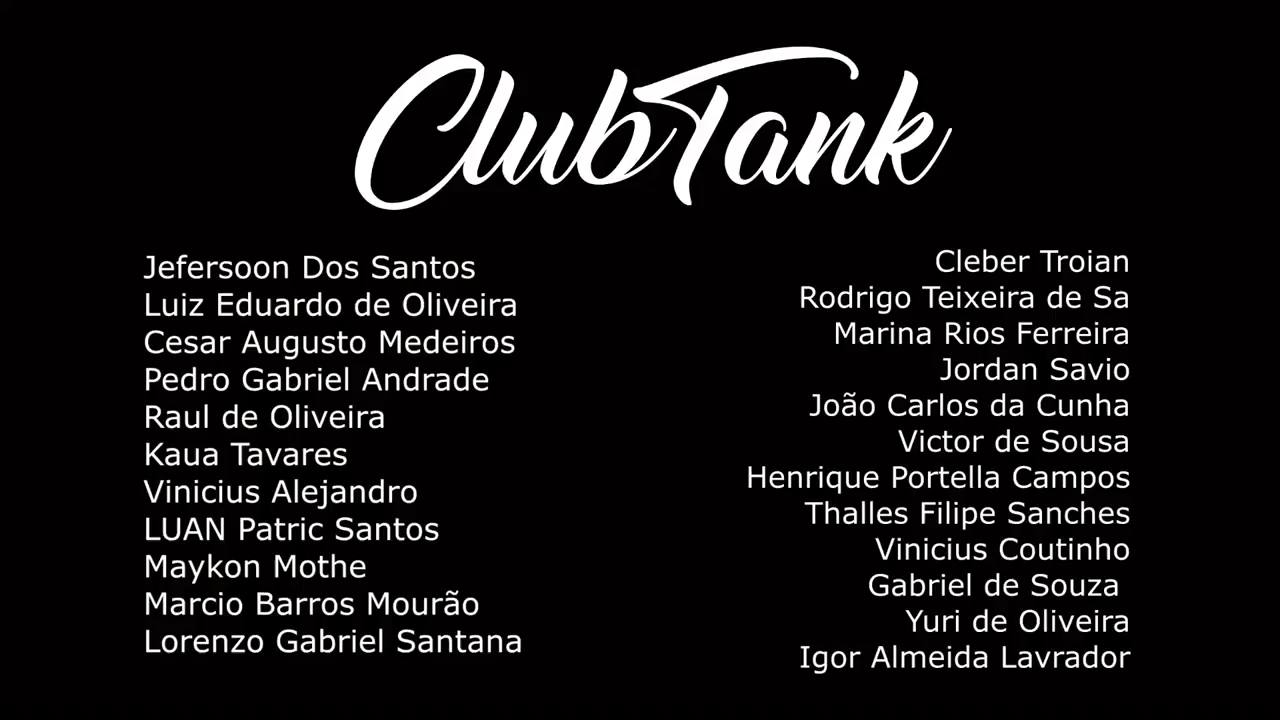 ClubTank
Jefersoon Dos Santos
Luiz Eduardo de Oliveira
Cesar Augusto Medeiros
Pedro Gabriel Andrade
Raul de Oliveira
Kaua Tavares
Vinicius Alejandro
LUAN Patric Santos
Maykon Mothe
Marcio Barros Mourão
Lorenzo Gabriel Santana
Cleber Troian
Rodrigo Teixeira de Sa
Marina Rios Ferreira
Jordan Savio
João Carlos da Cunha
Victor de Sousa
Henrique Portella Campos
Thalles Filipe Sanches
Vinicius Coutinho
Gabriel de Souza
Yuri de Oliveira
Igor Almeida Lavrador